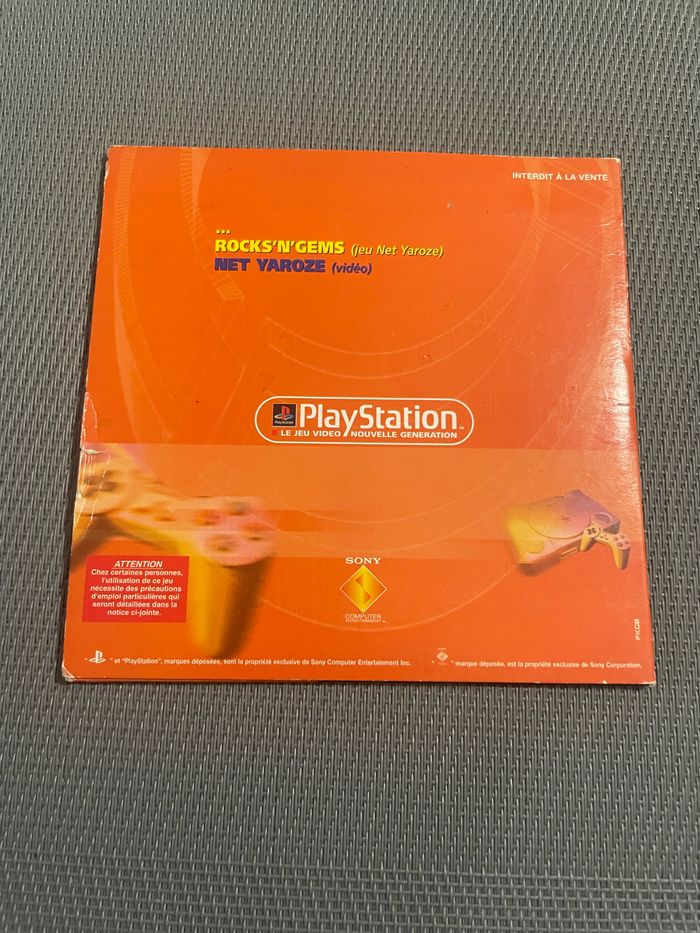 INTERDIT À LA VENTE
...
ROCKS'N'GEMS (jeu Net Yaroze)
NET YAROZE (vidéo)
PlayStation
PlayStation™
LE JEU VIDEO NOUVELLE GENERATION
ATTENTION
Chez certaines personnes,
l'utilisation de ce jeu
nécessite des précautions
d'emploi particulières qui
seront détaillées dans la
notice ci-jointe.
SONY
COMPUTER
ENTERTAINMENT™
" " et "PlayStation", marques déposées, sont la propriété exclusive de Sony Computer Entertainment Inc.
" " marque déposée, est la propriété exclusive de Sony Corporation.